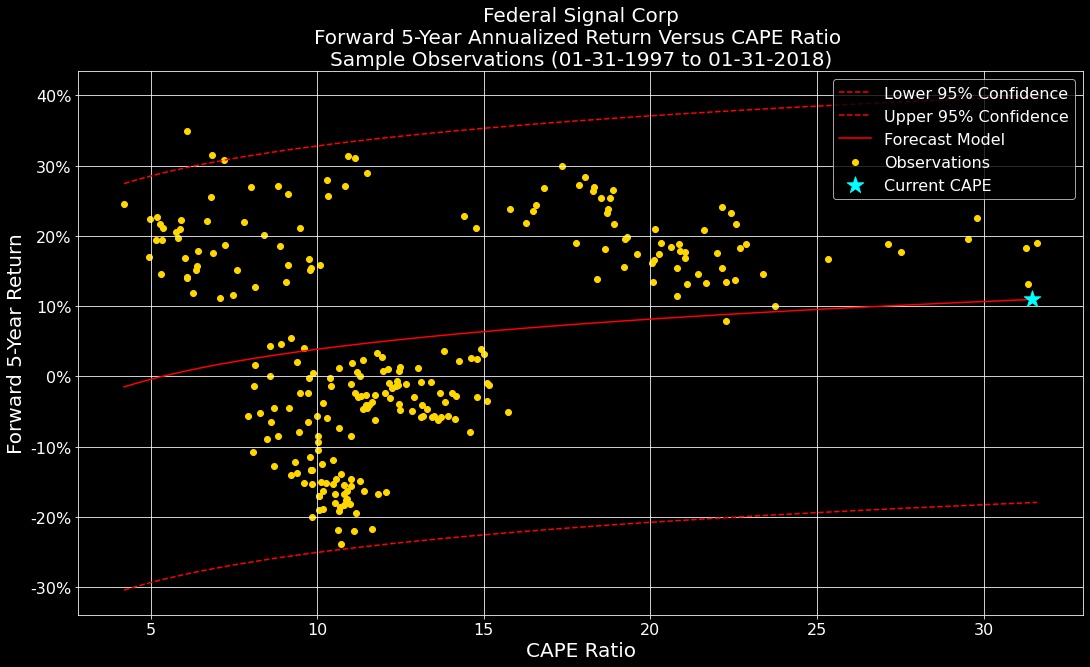 Federal Signal Corp
Forward 5-Year Annualized Return Versus CAPE Ratio
Sample Observations (01-31-1997 to 01-31-2018)
Forward 5-Year Return
40%
30%
20%
10%
0%
-10%
-20%
-30%
Lower 95% Confidence
Upper 95% Confidence
Forecast Model
Observations
Current CAPE
5
10
15
20
25
30
CAPE Ratio